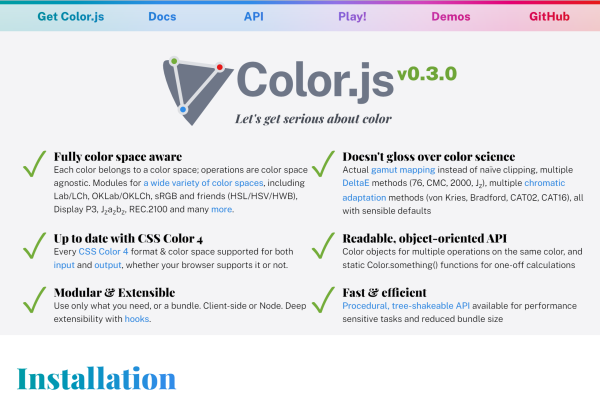 Get Color.js Docs API Play! Demos GitHub
Color.js v0.3.0
Let's get serious about color
Fully color space aware
Each color belongs to a color space; operations are color space
agnostic. Modules for a wide variety of color spaces, including
Lab/LCh, OKLab/OKLCh, sRGB and friends (HSL/HSV/HWB),
Display P3, J₂a₂b₂, REC.2100 and many more.
Doesn't gloss over color science
Actual gamut mapping instead of naïve clipping, multiple
DeltaE methods (76, CMC, 2000, J₂), multiple chromatic
adaptation methods (von Kries, Bradford, CAT02, CAT16), all
with sensible defaults
Up to date with CSS Color 4
Every CSS Color 4 format & color space supported for both
input and output, whether your browser supports it or not.
Readable, object-oriented API
Color objects for multiple operations on the same color, and
static Color.something() functions for one-off calculations
Modular & Extensible
Use only what you need, or a bundle. Client-side or Node. Deep
extensibility with hooks.
Fast & efficient
Procedural, tree-shakeable API available for performance
sensitive tasks and reduced bundle size
Installation